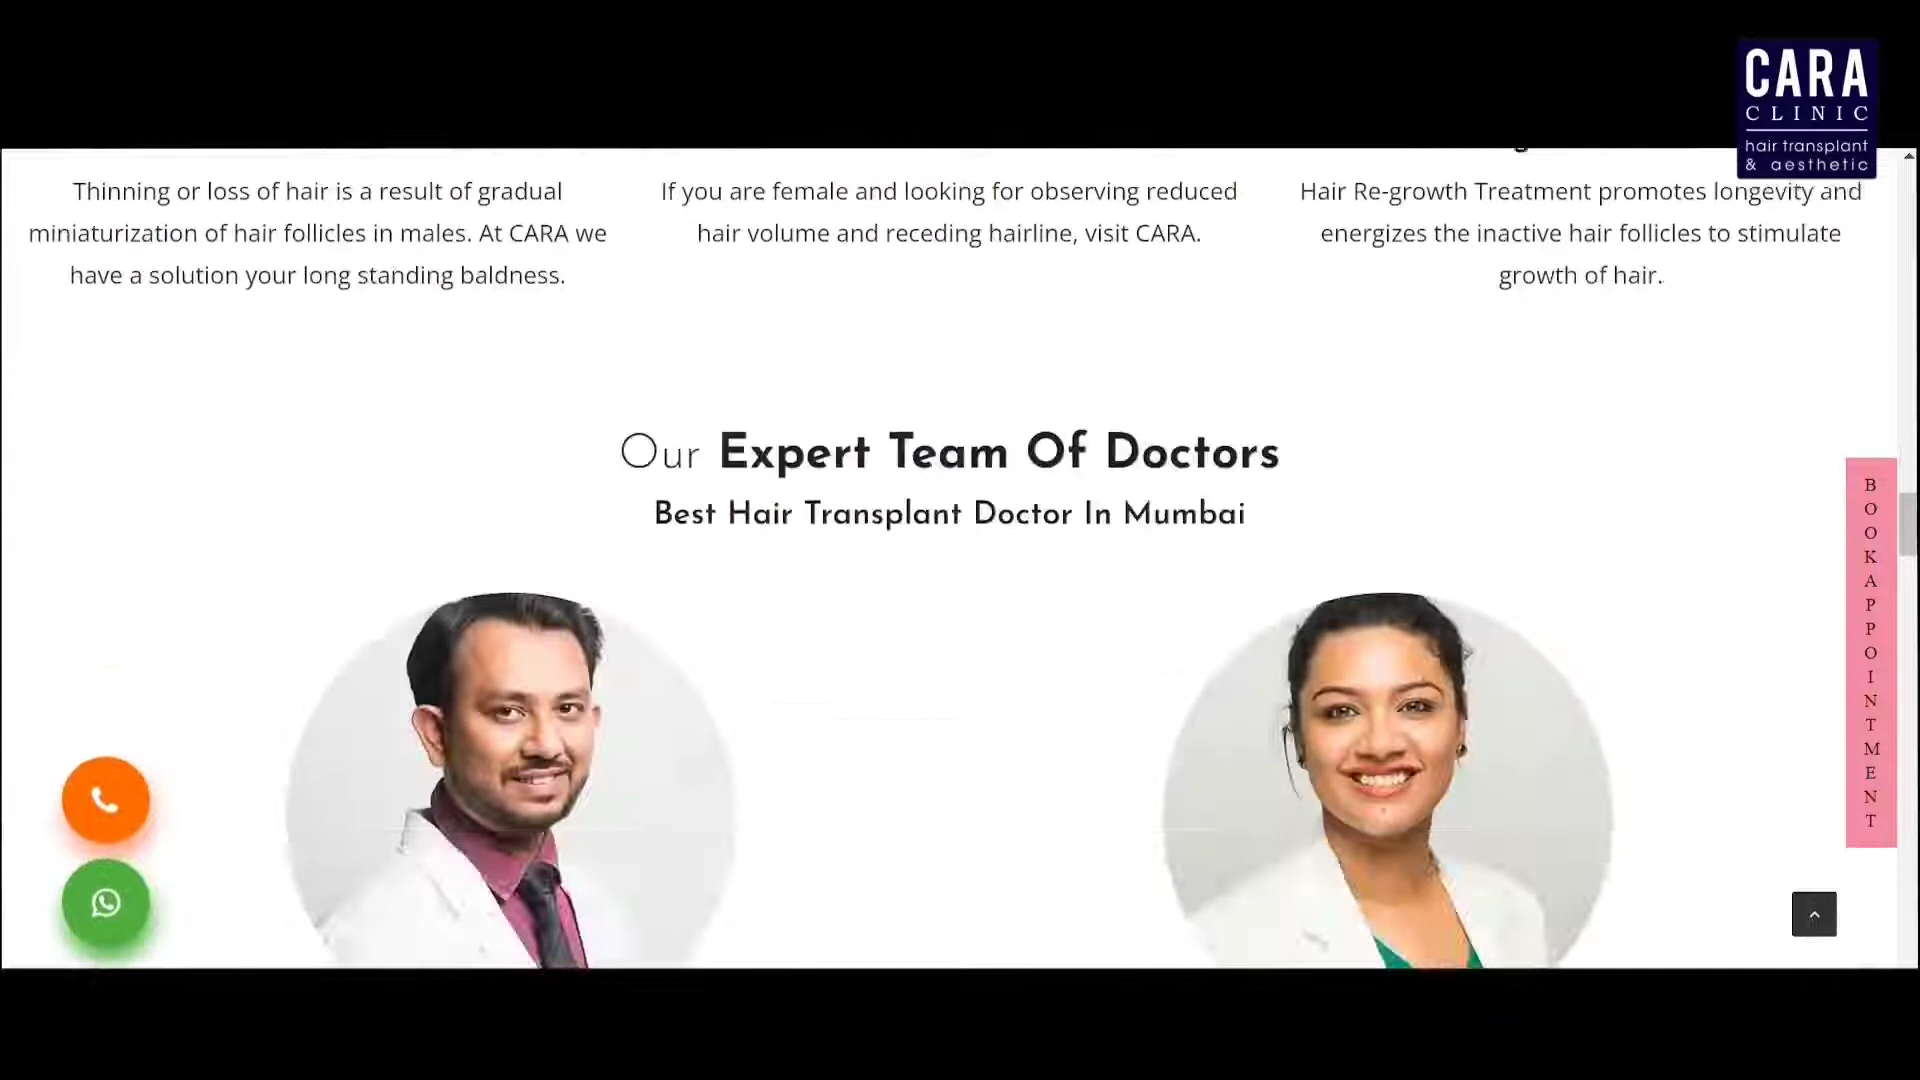 CARA
CLINIC
hair transplant
& aesthetic
Thinning or loss of hair is a result of gradual
miniaturization of hair follicles in males. At CARA we
have a solution your long standing baldness.
If you are female and looking for observing reduced
hair volume and receding hairline, visit CARA.
Hair Re-growth Treatment promotes longevity and
energizes the inactive hair follicles to stimulate
growth of hair.
Our Expert Team Of Doctors
Best Hair Transplant Doctor In Mumbai
BOOK APPOINTMENT